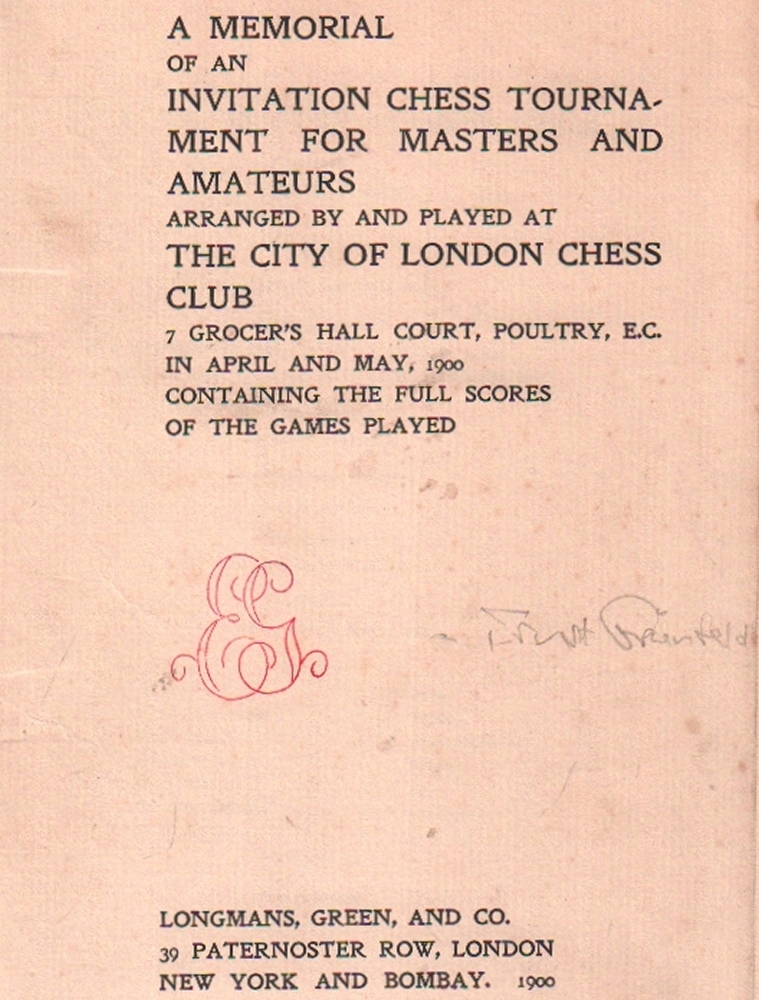 A MEMORIAL
OF AN
INVITATION CHESS TOURNA-
MENT FOR MASTERS AND
AMATEURS
ARRANGED BY AND PLAYED AT
THE CITY OF LONDON CHESS
CLUB
7 GROCER'S HALL COURT, POULTRY, E.C.
IN APRIL AND MAY, 1900
CONTAINING THE FULL SCORES
OF THE GAMES PLAYED
EG
LONGMANS, GREEN, AND CO.
39 PATERNOSTER ROW, LONDON
NEW YORK AND BOMBAY. 1900